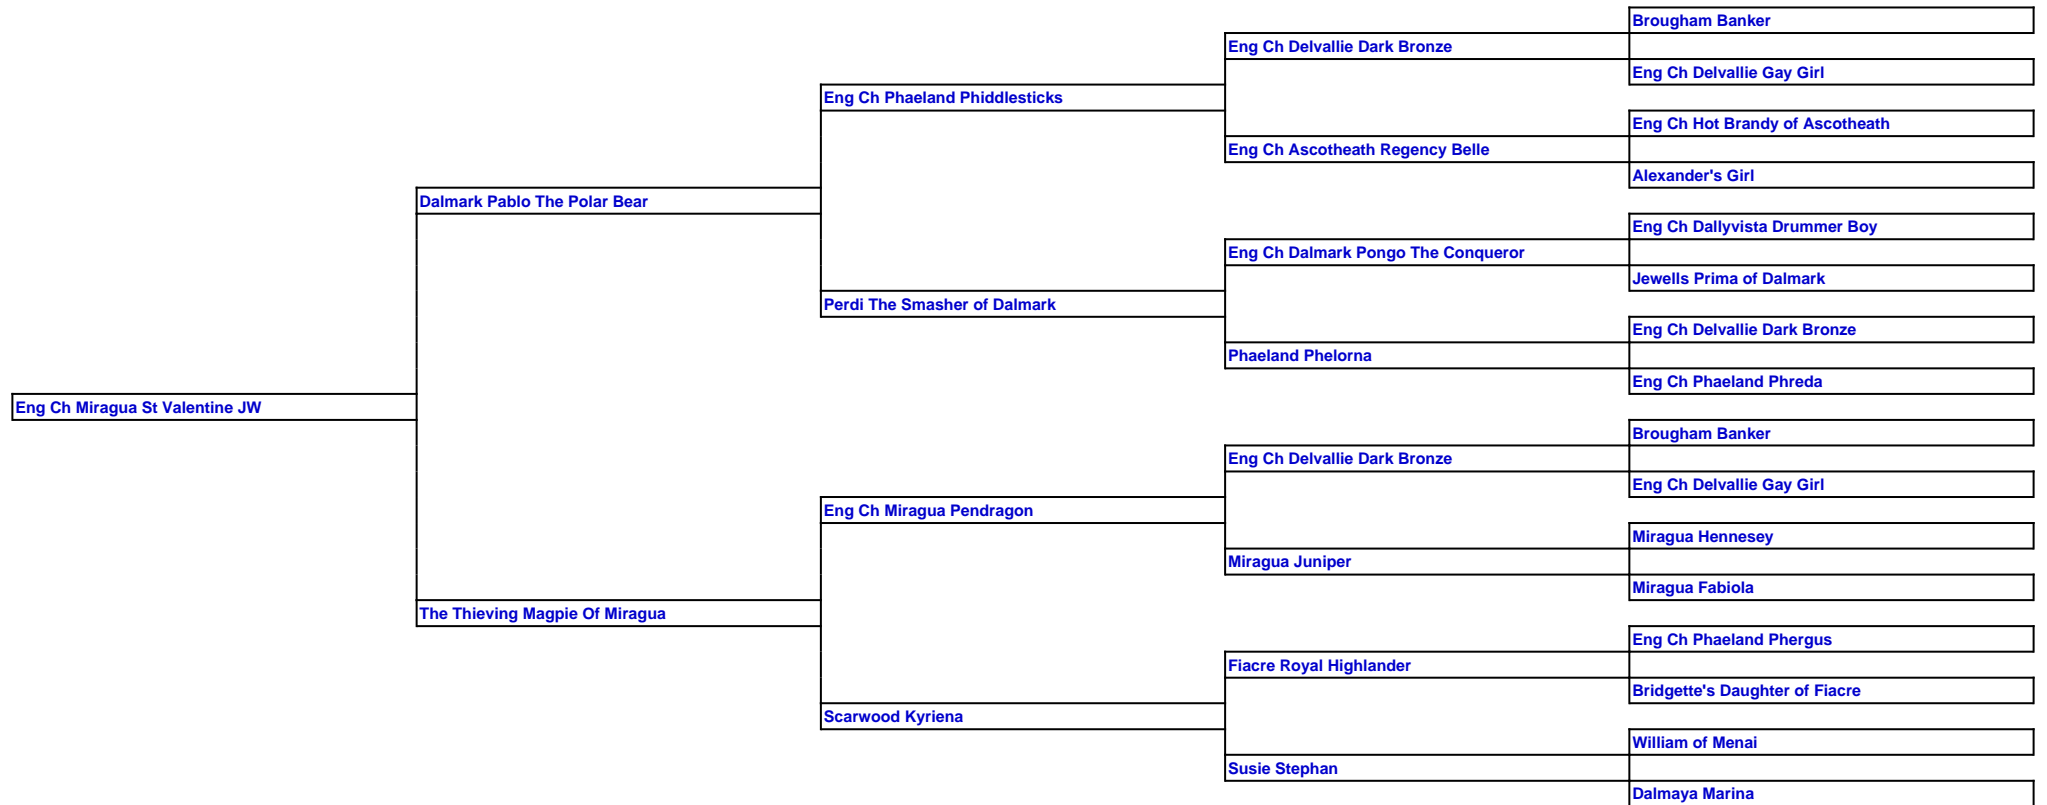 Brougham Banker
Eng Ch Delvallie Dark Bronze
Eng Ch Delvallie Gay Girl
Eng Ch Phaeland Phiddlesticks
Eng Ch Hot Brandy of Ascotheath
Eng Ch Ascotheath Regency Belle
Alexander's Girl
Dalmark Pablo The Polar Bear
Eng Ch Dallyvista Drummer Boy
Eng Ch Dalmark Pongo The Conqueror
Jewells Prima of Dalmark
Perdi The Smasher of Dalmark
Eng Ch Delvallie Dark Bronze
Phaeland Phelorna
Eng Ch Phaeland Phreda
Eng Ch Miragua St Valentine JW
Brougham Banker
Eng Ch Delvallie Dark Bronze
Eng Ch Delvallie Gay Girl
Eng Ch Miragua Pendragon
Miragua Hennesey
Miragua Juniper
Miragua Fabiola
The Thieving Magpie Of Miragua
Eng Ch Phaeland Phergus
Fiacre Royal Highlander
Bridgette's Daughter of Fiacre
Scarwood Kyriena
William of Menai
Susie Stephan
Dalmaya Marina